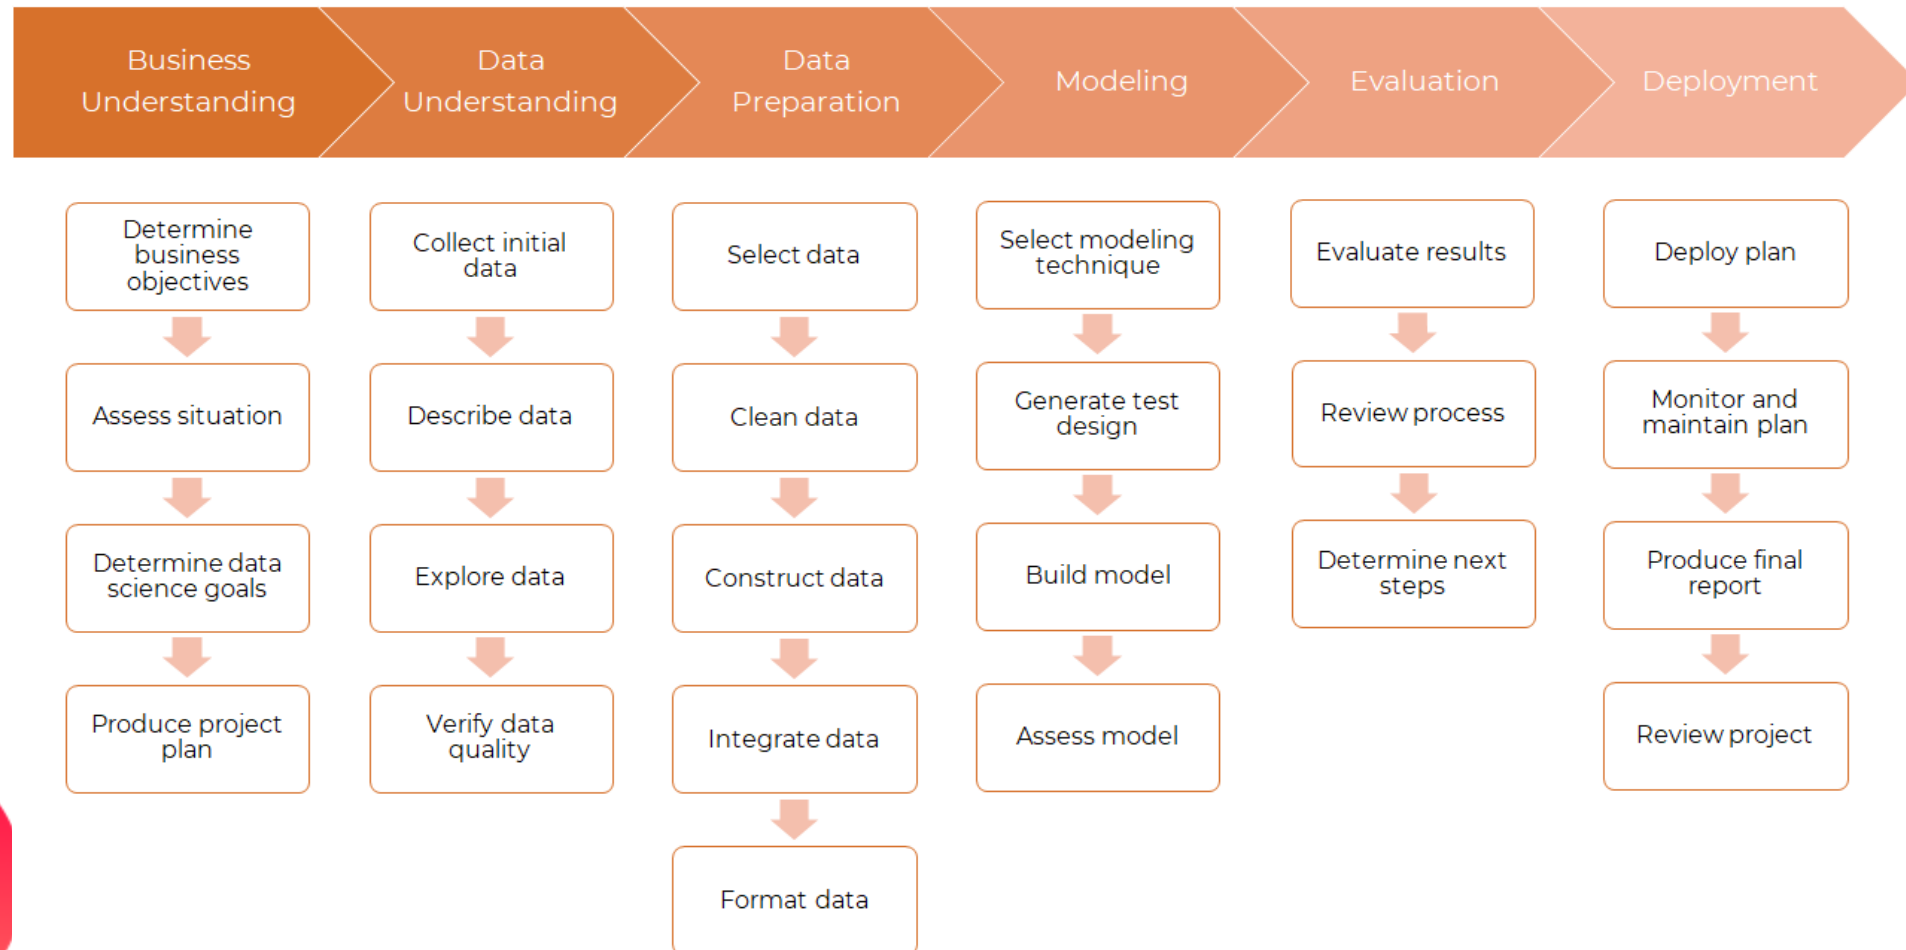 Business
Understanding
Data
Understanding
Data
Preparation
Modeling
Evaluation
Deployment
Determine
business
objectives
Assess situation
Determine data
science goals
Produce project
plan
Collect initial
data
Describe data
Explore data
Verify data
quality
Select data
Clean data
Construct data
Integrate data
Format data
Select modeling
technique
Generate test
design
Build model
Assess model
Evaluate results
Review process
Determine next
steps
Deploy plan
Monitor and
maintain plan
Produce final
report
Review project